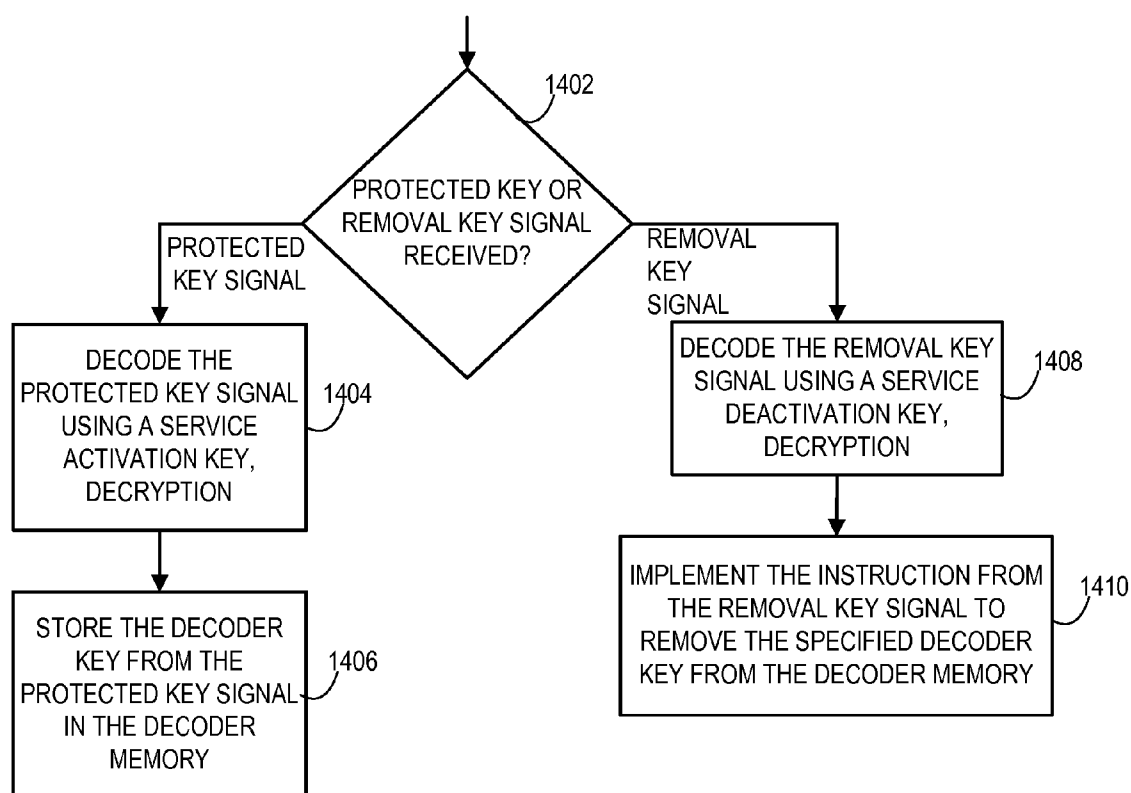 1402
PROTECTED KEY OR
REMOVAL KEY SIGNAL
RECEIVED?
PROTECTED
KEY SIGNAL
REMOVAL
KEY
SIGNAL
DECODE THE
PROTECTED KEY SIGNAL
USING A SERVICE
ACTIVATION KEY,
DECRYPTION
1404
DECODE THE REMOVAL KEY
SIGNAL USING A SERVICE
DEACTIVATION KEY,
DECRYPTION
1408
STORE THE DECODER
KEY FROM THE
PROTECTED KEY SIGNAL
IN THE DECODER
MEMORY
1406
IMPLEMENT THE INSTRUCTION FROM
THE REMOVAL KEY SIGNAL TO
REMOVE THE SPECIFIED DECODER
KEY FROM THE DECODER MEMORY
1410